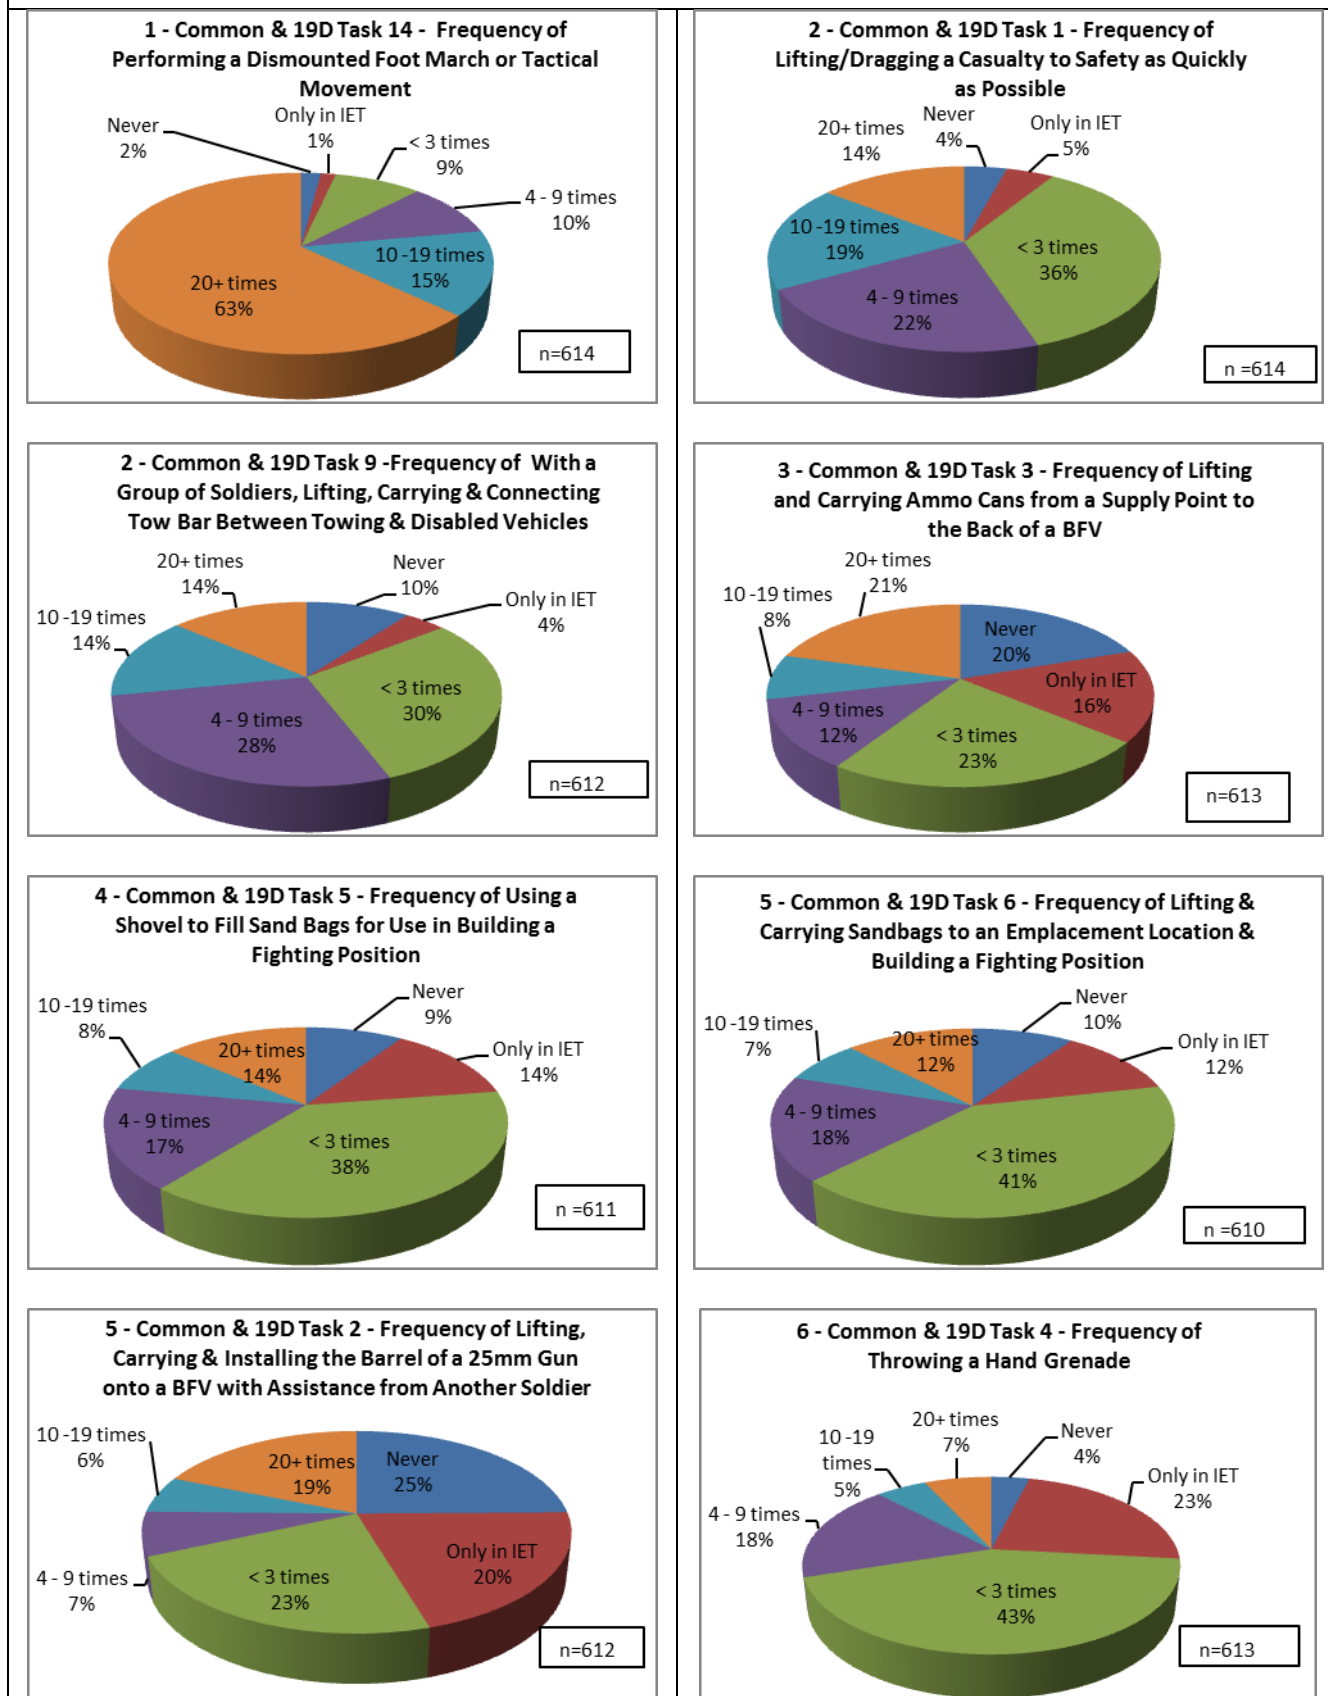 1 - Common & 19D Task 14 -  Frequency of
Performing a Dismounted Foot March or Tactical
Movement
Never
2%
Only in IET
1%
< 3 times
9%
4 - 9 times
10%
10 -19 times
15%
20+ times
63%
n=614
2 - Common & 19D Task 1 - Frequency of
Lifting/Dragging a Casualty to Safety as Quickly
as Possible
20+ times
14%
Never
4%
Only in IET
5%
10 -19 times
19%
< 3 times
36%
4 - 9 times
22%
n =614
2 - Common & 19D Task 9 -Frequency of  With a
Group of Soldiers, Lifting, Carrying & Connecting
Tow Bar Between Towing & Disabled Vehicles
20+ times
14%
Never
10%
Only in IET
4%
10 -19 times
14%
< 3 times
30%
4 - 9 times
28%
n=612
3 - Common & 19D Task 3 - Frequency of Lifting
and Carrying Ammo Cans from a Supply Point to
the Back of a BFV
20+ times
21%
10 -19 times
8%
Never
20%
Only in IET
16%
4 - 9 times
12%
< 3 times
23%
n=613
4 - Common & 19D Task 5 - Frequency of Using a
Shovel to Fill Sand Bags for Use in Building a
Fighting Position
10 -19 times
8%
Never
9%
20+ times
14%
Only in IET
14%
4 - 9 times
17%
< 3 times
38%
n =611
5 - Common & 19D Task 6 - Frequency of Lifting &
Carrying Sandbags to an Emplacement Location &
Building a Fighting Position
10 -19 times
7%
Never
10%
20+ times
12%
Only in IET
12%
4 - 9 times
18%
< 3 times
41%
n =610
5 - Common & 19D Task 2 - Frequency of Lifting,
Carrying & Installing the Barrel of a 25mm Gun
onto a BFV with Assistance from Another Soldier
10 -19 times
6%
20+ times
19%
Never
25%
Only in IET
20%
4 - 9 times
7%
< 3 times
23%
n=612
6 - Common & 19D Task 4 - Frequency of
Throwing a Hand Grenade
20+ times
7%
10 -19
times
5%
Never
4%
Only in IET
23%
4 - 9 times
18%
< 3 times
43%
n=613